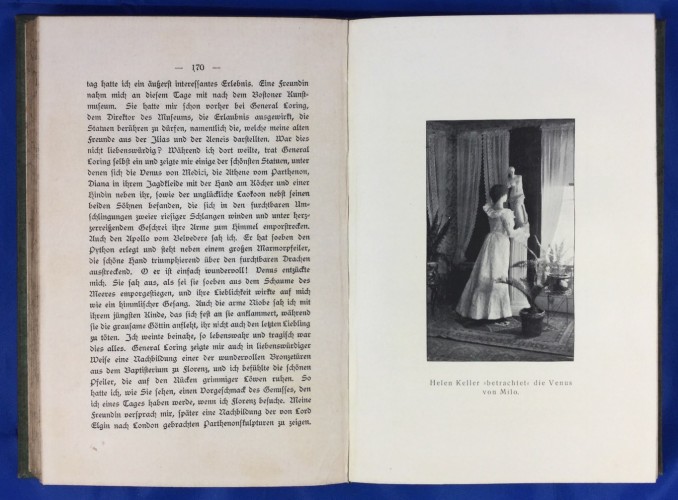 — 170 —
tag hatte ich ein äußerst interessantes Erlebnis. Eine Freundin
nahm mich an diesem Tage mit nach dem Bostoner Kunst-
museum. Sie hatte mir schon vorher bei General Loring,
dem Direktor des Museums, die Erlaubnis ausgewirkt, die
Statuen berühren zu dürfen, namentlich die, welche meine alten
Freunde aus der Ilias und der Aeneis darstellten. War dies
nicht liebenswürdig? Während ich dort weilte, trat General
Loring selbst ein und zeigte mir einige der schönsten Statuen, unter
denen sich die Venus von Medizi, die Athene vom Parthenon,
Diana in ihrem Jagdkleide mit der Hand am Köcher und einer
Hindin neben ihr, sowie der unglückliche Laokoon nebst seinen
beiden Söhnen befanden, die sich in den furchtbaren Um-
schlingungen zweier riesiger Schlangen winden und unter herz-
zerreißendem Geschrei ihre Arme zum Himmel emporstrecken.
Auch den Apollo vom Belvedere sah ich. Er hat soeben den
Python erlegt und steht neben einem großen Marmorpfeiler,
die schöne Hand triumphierend über den furchtbaren Drachen
ausstreckend. O er ist einfach wundervoll! Venus entzückte
mich. Sie sah aus, als sei sie soeben aus dem Schaume des
Meeres emporgestiegen, und ihre Lieblichkeit wirkte auf mich
wie ein himmlischer Gesang. Auch die arme Niobe sah ich mit
ihrem jüngsten Kinde, das sich fest an sie anklammert, während
sie die grausame Göttin anfleht, ihr nicht auch den letzten Liebling
zu töten. Ich weinte beinahe, so lebenswahr und tragisch war
dies alles. General Loring zeigte mir auch in liebenswürdiger
Weise eine Nachbildung einer der wundervollen Bronzetüren
aus dem Baptisterium zu Florenz, und ich befühlte die schönen
Pfeiler, die auf den Rücken grimmiger Löwen ruhen. So
hatte ich, wie Sie sehen, einen Vorgeschmack des Genusses, den
ich eines Tages haben werde, wenn ich Florenz besuche. Meine
Freundin versprach mir, später eine Nachbildung der von Lord
Elgin nach London gebrachten Parthenonskulpturen zu zeigen.
Helen Keller ›betrachtet‹ die Venus
von Milo.